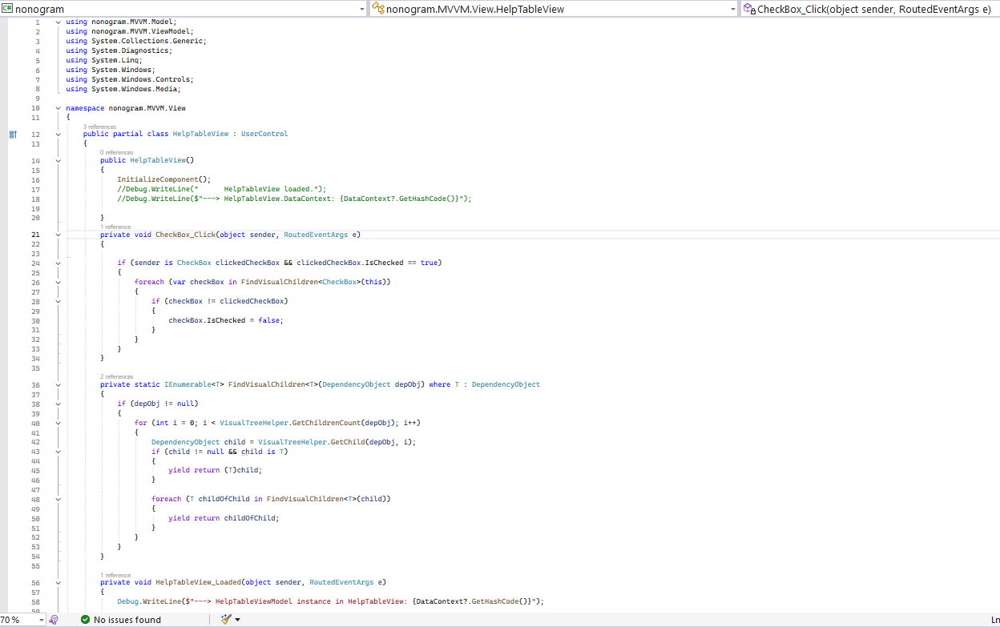 nonogram nonogram.MVVM.View.HelpTableView CheckBox_Click(object sender, RoutedEventArgs e)
1 using nonogram.MVVM.Model;
2 using nonogram.MVVM.ViewModel;
3 using System.Collections.Generic;
4 using System.Diagnostics;
5 using System.Linq;
6 using System.Windows;
7 using System.Windows.Controls;
8 using System.Windows.Media;
9
10 namespace nonogram.MVVM.View
11 {
3 references
12 public partial class HelpTableView : UserControl
13 {
0 references
14 public HelpTableView()
15 {
16 InitializeComponent();
17 //Debug.WriteLine("      HelpTableView loaded.");
18 //Debug.WriteLine($"---> HelpTableView.DataContext: {DataContext?.GetHashCode()}");
19
20 }
1 reference
21 private void CheckBox_Click(object sender, RoutedEventArgs e)
22 {
23
24 if (sender is CheckBox clickedCheckBox && clickedCheckBox.IsChecked == true)
25 {
26 foreach (var checkBox in FindVisualChildren<CheckBox>(this))
27 {
28 if (checkBox != clickedCheckBox)
29 {
30 checkBox.IsChecked = false;
31 }
32 }
33 }
34 }
35
2 references
36 private static IEnumerable<T> FindVisualChildren<T>(DependencyObject depObj) where T : DependencyObject
37 {
38 if (depObj != null)
39 {
40 for (int i = 0; i < VisualTreeHelper.GetChildrenCount(depObj); i++)
41 {
42 DependencyObject child = VisualTreeHelper.GetChild(depObj, i);
43 if (child != null && child is T)
44 {
45 yield return (T)child;
46 }
47
48 foreach (T childOfChild in FindVisualChildren<T>(child))
49 {
50 yield return childOfChild;
51 }
52 }
53 }
54 }
55
1 reference
56 private void HelpTableView_Loaded(object sender, RoutedEventArgs e)
57 {
58 Debug.WriteLine($"---> HelpTableViewModel instance in HelpTableView: {DataContext?.GetHashCode()}");
59
70 % No issues found Ln